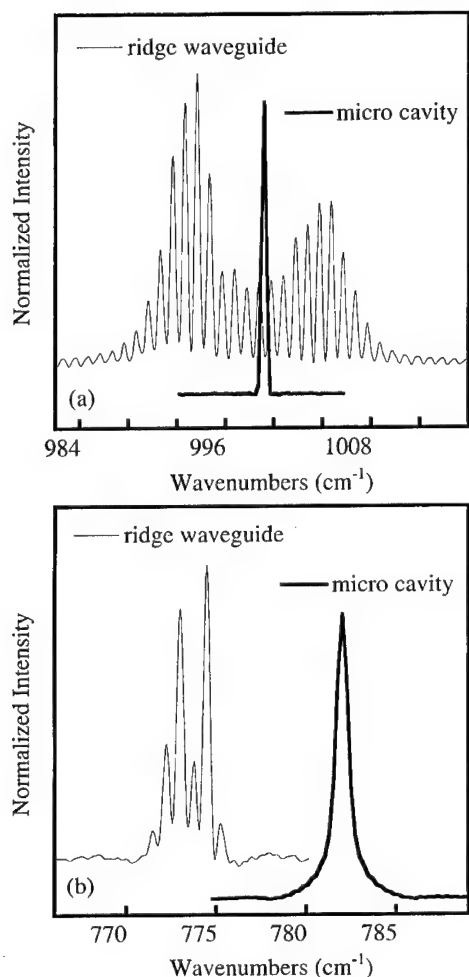 ridge waveguide
micro cavity
Normalized Intensity
(a)
984 996 1008
Wavenumbers (cm⁻¹)
ridge waveguide
micro cavity
Normalized Intensity
(b)
770 775 780 785
Wavenumbers (cm⁻¹)